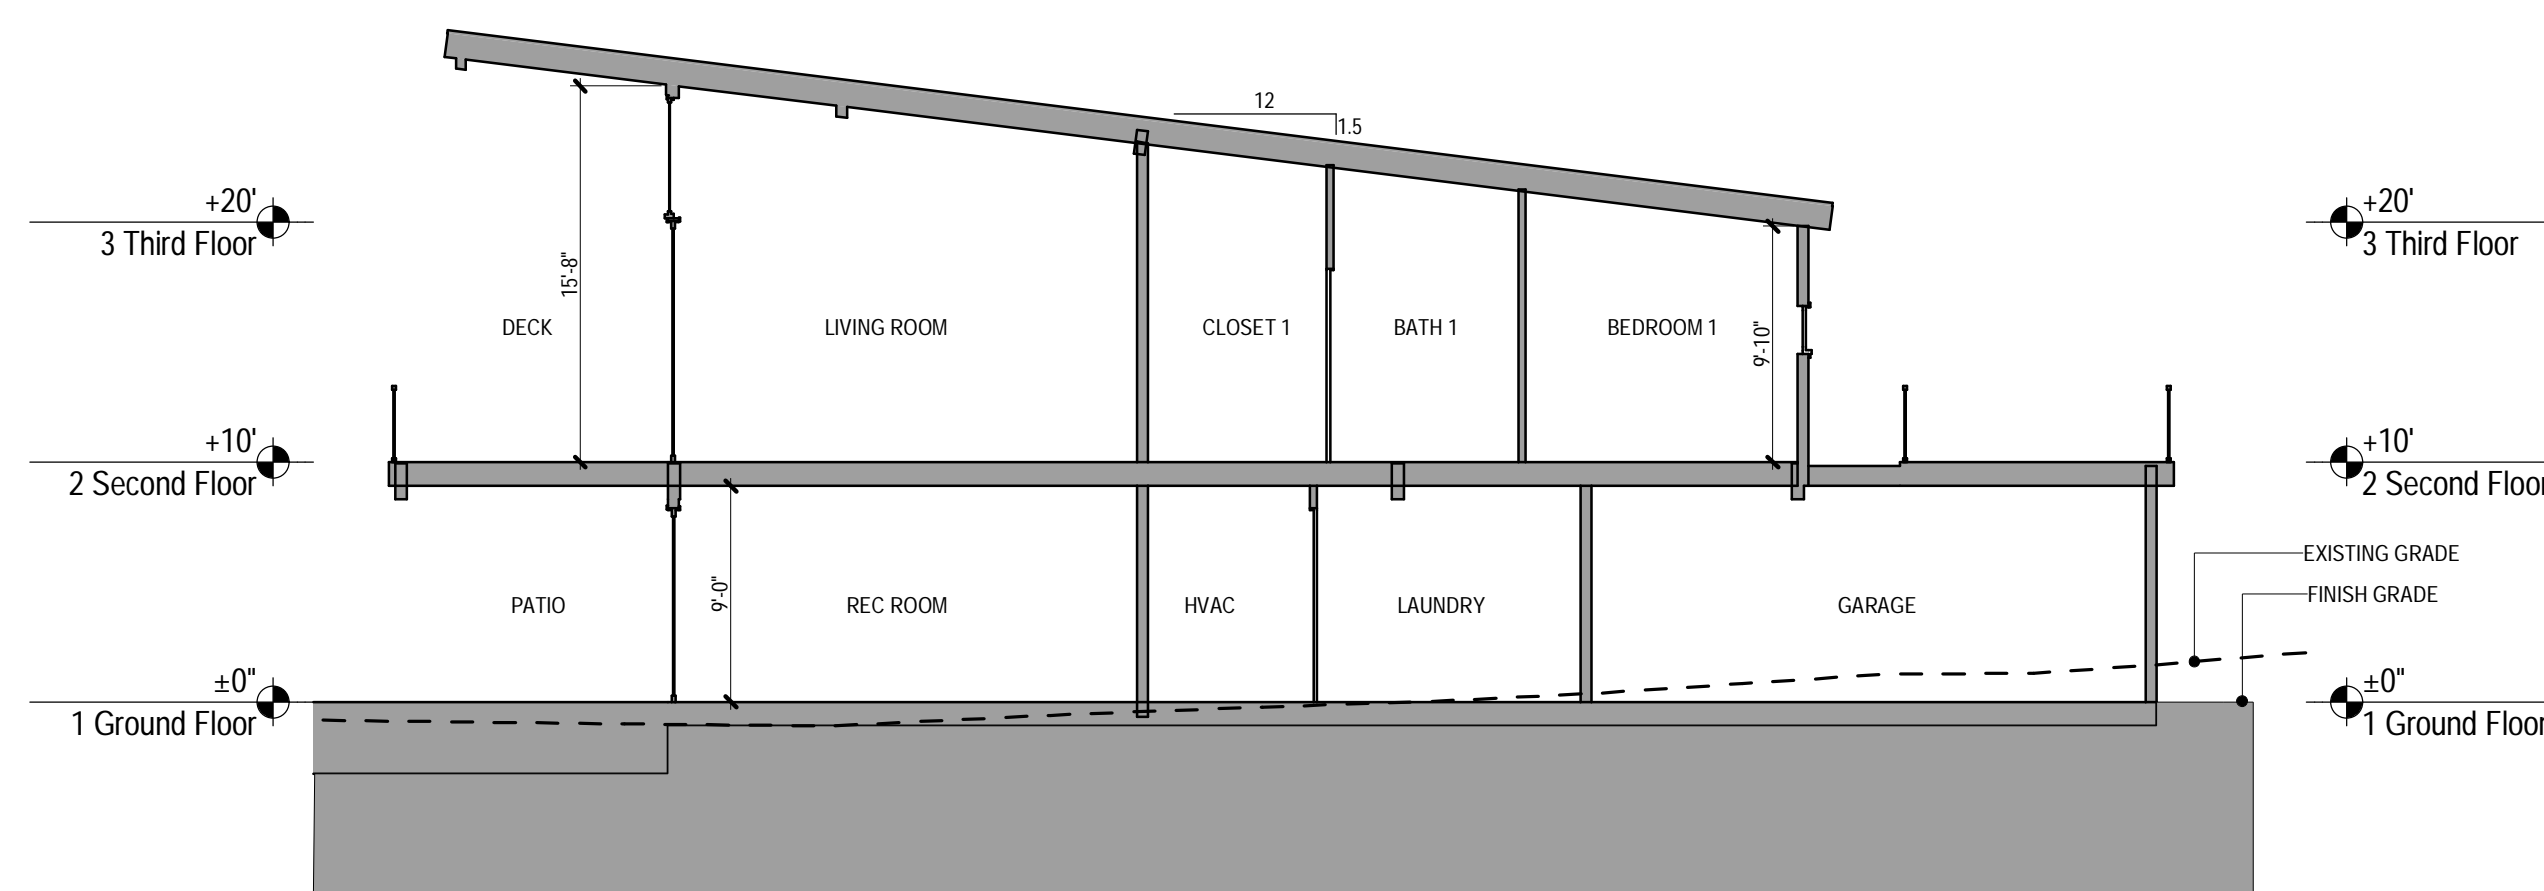 12
1.5
+20'
3 Third Floor
+20'
3 Third Floor
15'-8"
DECK
LIVING ROOM
CLOSET 1
BATH 1
BEDROOM 1
9'-10"
+10'
2 Second Floor
+10'
2 Second Floor
EXISTING GRADE
FINISH GRADE
9'-0"
PATIO
REC ROOM
HVAC
LAUNDRY
GARAGE
±0"
1 Ground Floor
±0"
1 Ground Floor